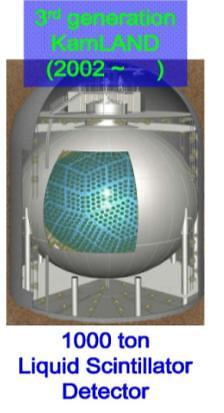 3rd generation
KamLAND
(2002 ~ )
1000 ton
Liquid Scintillator
Detector